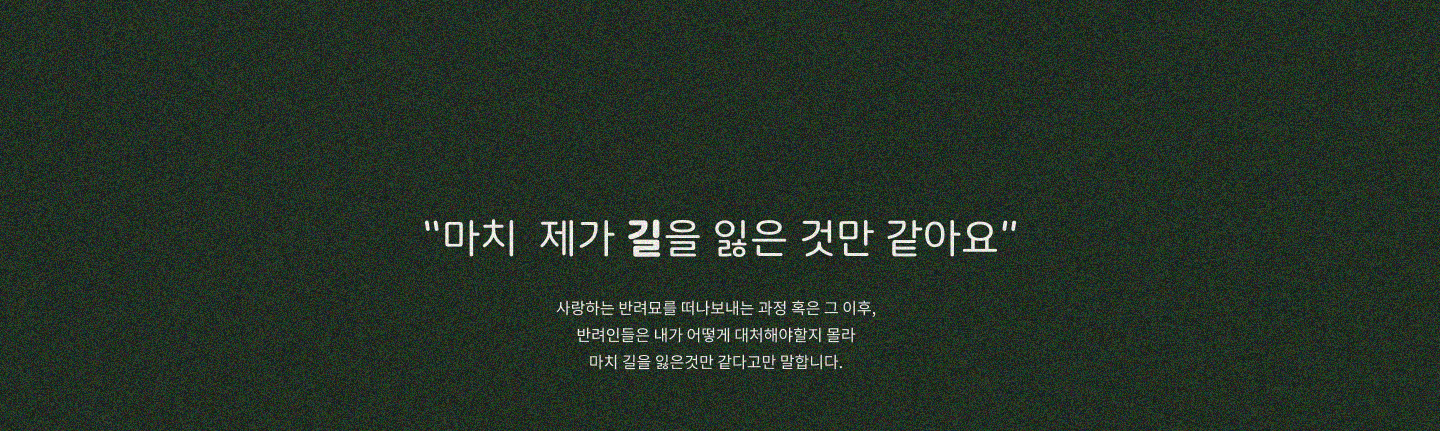 "마치 제가 길을 잃은 것만 같아요"
사랑하는 반려묘를 떠나보내는 과정 혹은 그 이후,
반려인들은 내가 어떻게 대처해야할지 몰라
마치 길을 잃은것만 같다고만 말합니다.